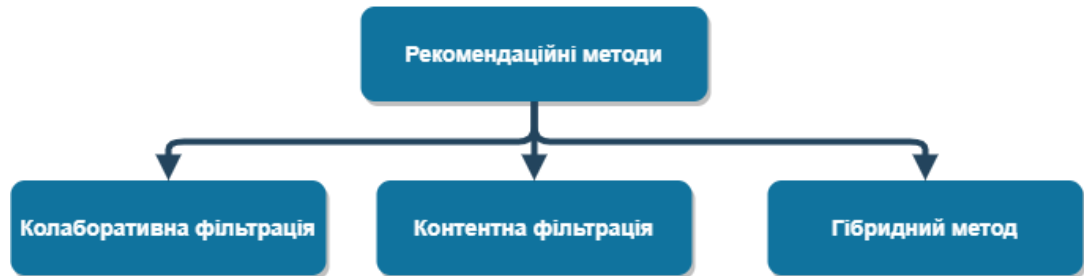 Рекомендаційні методи
Колаборативна фільтрація
Контентна фільтрація
Гібридний метод